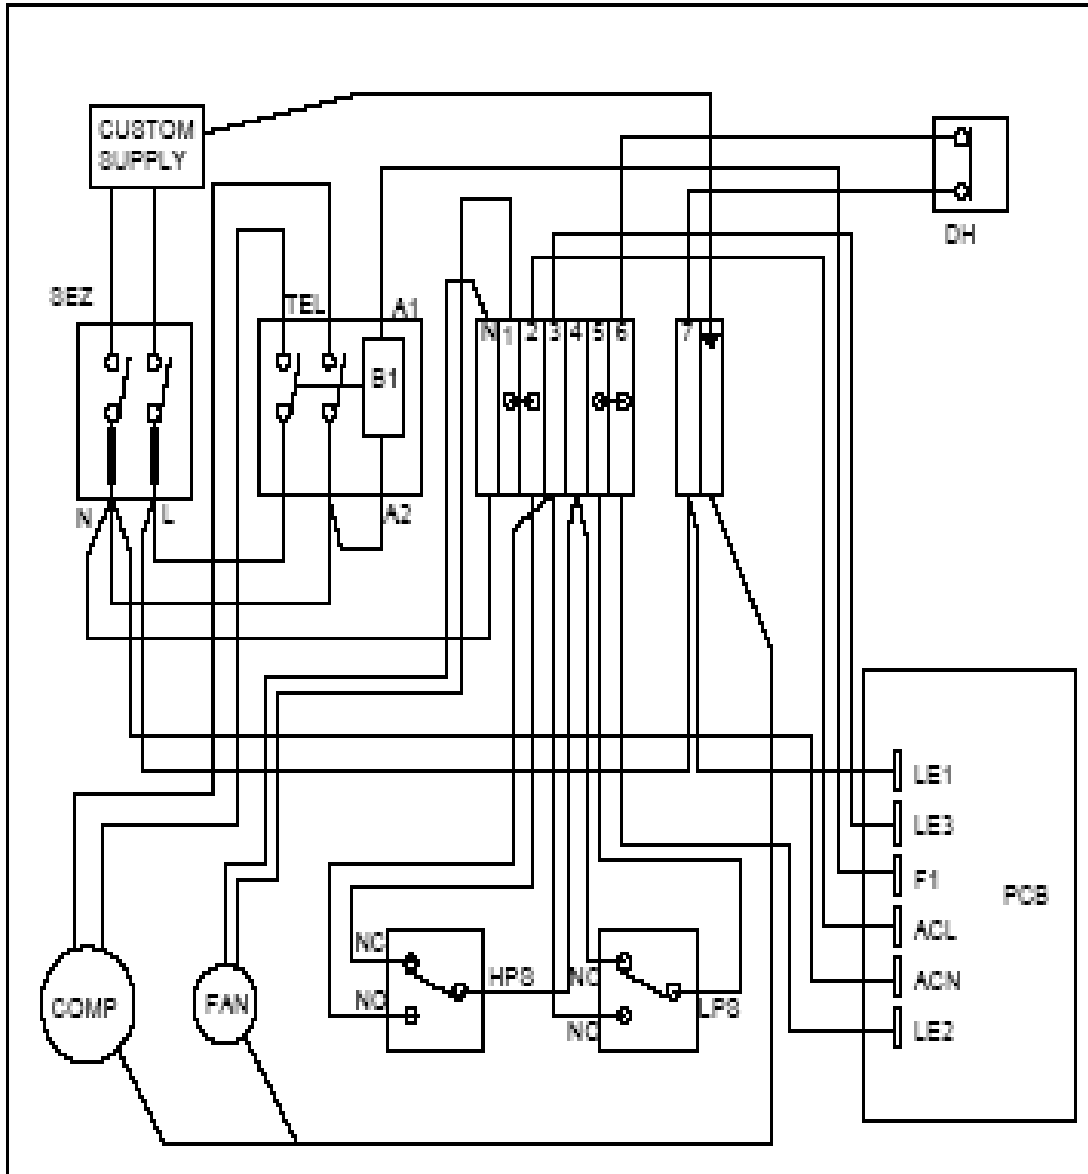 CUSTOM
SUPPLY
DH
SEZ
TEL
A1
N
1
2
3
4
5
6
7
B1
N
L
A2
LE1
LE3
F1
PCB
ACL
NC
HPS
NC
ACN
COMP
FAN
NO
LPS
NO
LE2